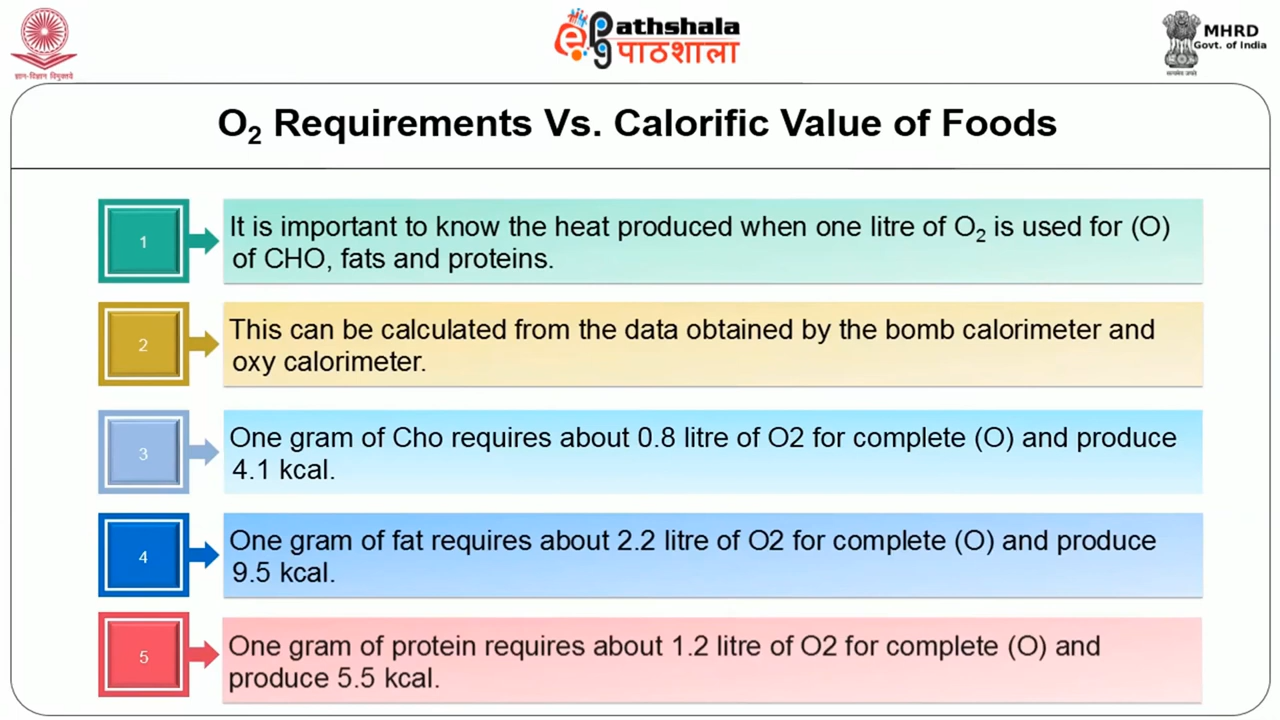 ज्ञान-विज्ञान विमुक्तये
ePathshala
पाठशाला
MHRD
Govt. of India
सत्यमेव जयते
O₂ Requirements Vs. Calorific Value of Foods
1
It is important to know the heat produced when one litre of O₂ is used for (O)
of CHO, fats and proteins.
2
This can be calculated from the data obtained by the bomb calorimeter and
oxy calorimeter.
3
One gram of Cho requires about 0.8 litre of O2 for complete (O) and produce
4.1 kcal.
4
One gram of fat requires about 2.2 litre of O2 for complete (O) and produce
9.5 kcal.
5
One gram of protein requires about 1.2 litre of O2 for complete (O) and
produce 5.5 kcal.